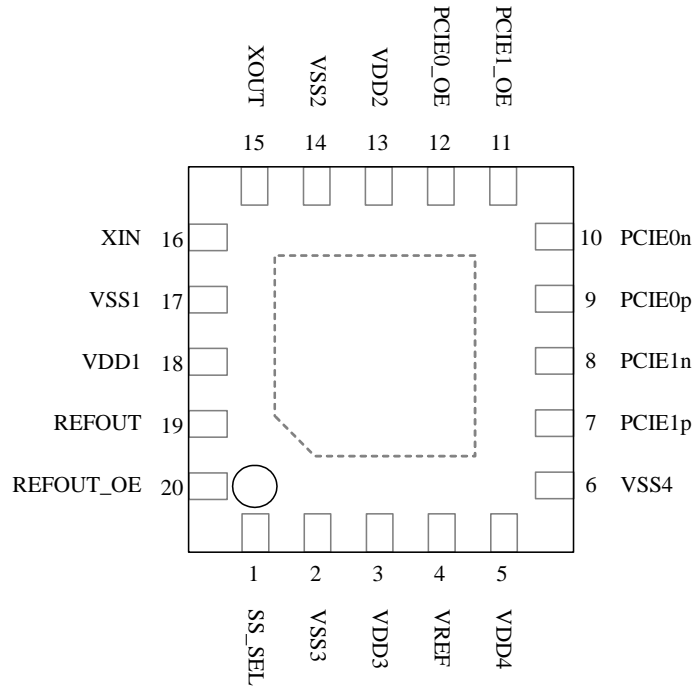 XOUT
VSS2
VDD2
PCIE0_OE
PCIE1_OE
15 14 13 12 11
XIN 16
10 PCIE0n
VSS1 17
9 PCIE0p
VDD1 18
8 PCIE1n
REFOUT 19
7 PCIE1p
REFOUT_OE 20
6 VSS4
1 2 3 4 5
SS_SEL
VSS3
VDD3
VREF
VDD4